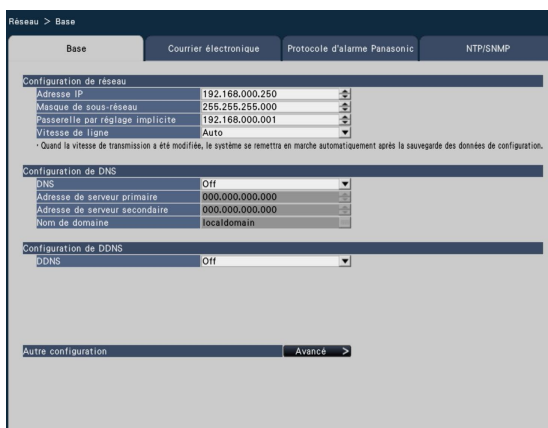 Réseau > Base
Base Courrier électronique Protocole d'alarme Panasonic NTP/SNMP
Configuration de réseau
Adresse IP 192.168.000.250
Masque de sous-réseau 255.255.255.000
Passerelle par réglage implicite 192.168.000.001
Vitesse de ligne Auto
· Quand la vitesse de transmission a été modifiée, le système se remettra en marche automatiquement après la sauvegarde des données de configuration.
Configuration de DNS
DNS Off
Adresse de serveur primaire 000.000.000.000
Adresse de serveur secondaire 000.000.000.000
Nom de domaine localdomain
Configuration de DDNS
DDNS Off
Autre configuration Avancé >